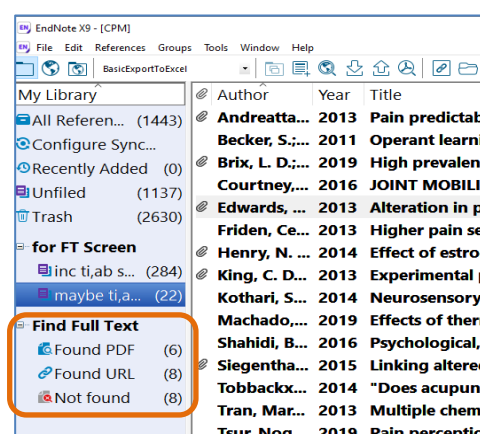 EndNote X9 - [CPM]
File Edit References Groups Tools Window Help
BasicExportToExcel
My Library
All Referen... (1443)
Configure Sync...
Recently Added (0)
Unfiled (1137)
Trash (2630)
for FT Screen
inc ti,ab s... (284)
maybe ti,a... (22)
Find Full Text
Found PDF (6)
Found URL (8)
Not found (8)
Author Year Title
Andreatta... 2013 Pain predictab
Becker, S.;... 2011 Operant learni
Brix, L. D.;... 2019 High prevalen
Courtney,... 2016 JOINT MOBILI
Edwards, ... 2013 Alteration in p
Friden, Ce... 2013 Higher pain se
Henry, N. ... 2014 Effect of estro
King, C. D... 2013 Experimental
Kothari, S... 2014 Neurosensory
Machado,... 2019 Effects of ther
Shahidi, B... 2016 Psychological,
Siegentha... 2015 Linking altere
Tobbackx... 2014 "Does acupun
Tran, Mar... 2013 Multiple chem
Tsur, Nog 2019 Pain perceptio